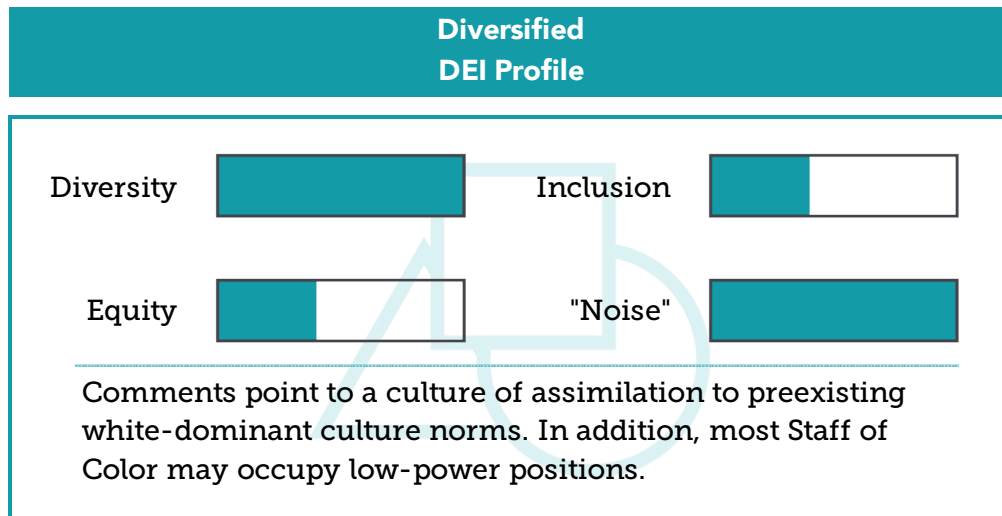 Diversified
DEI Profile
Diversity
Inclusion
Equity
"Noise"
Comments point to a culture of assimilation to preexisting
white-dominant culture norms. In addition, most Staff of
Color may occupy low-power positions.